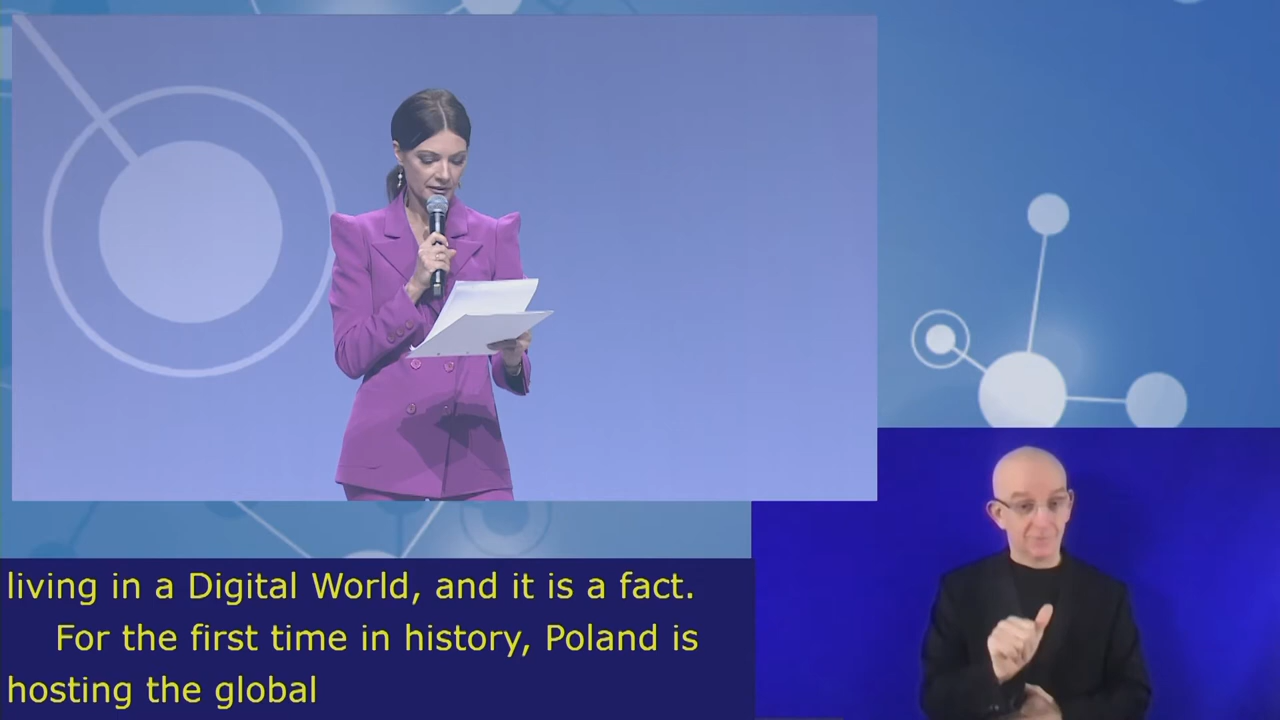 living in a Digital World, and it is a fact.
For the first time in history, Poland is
hosting the global